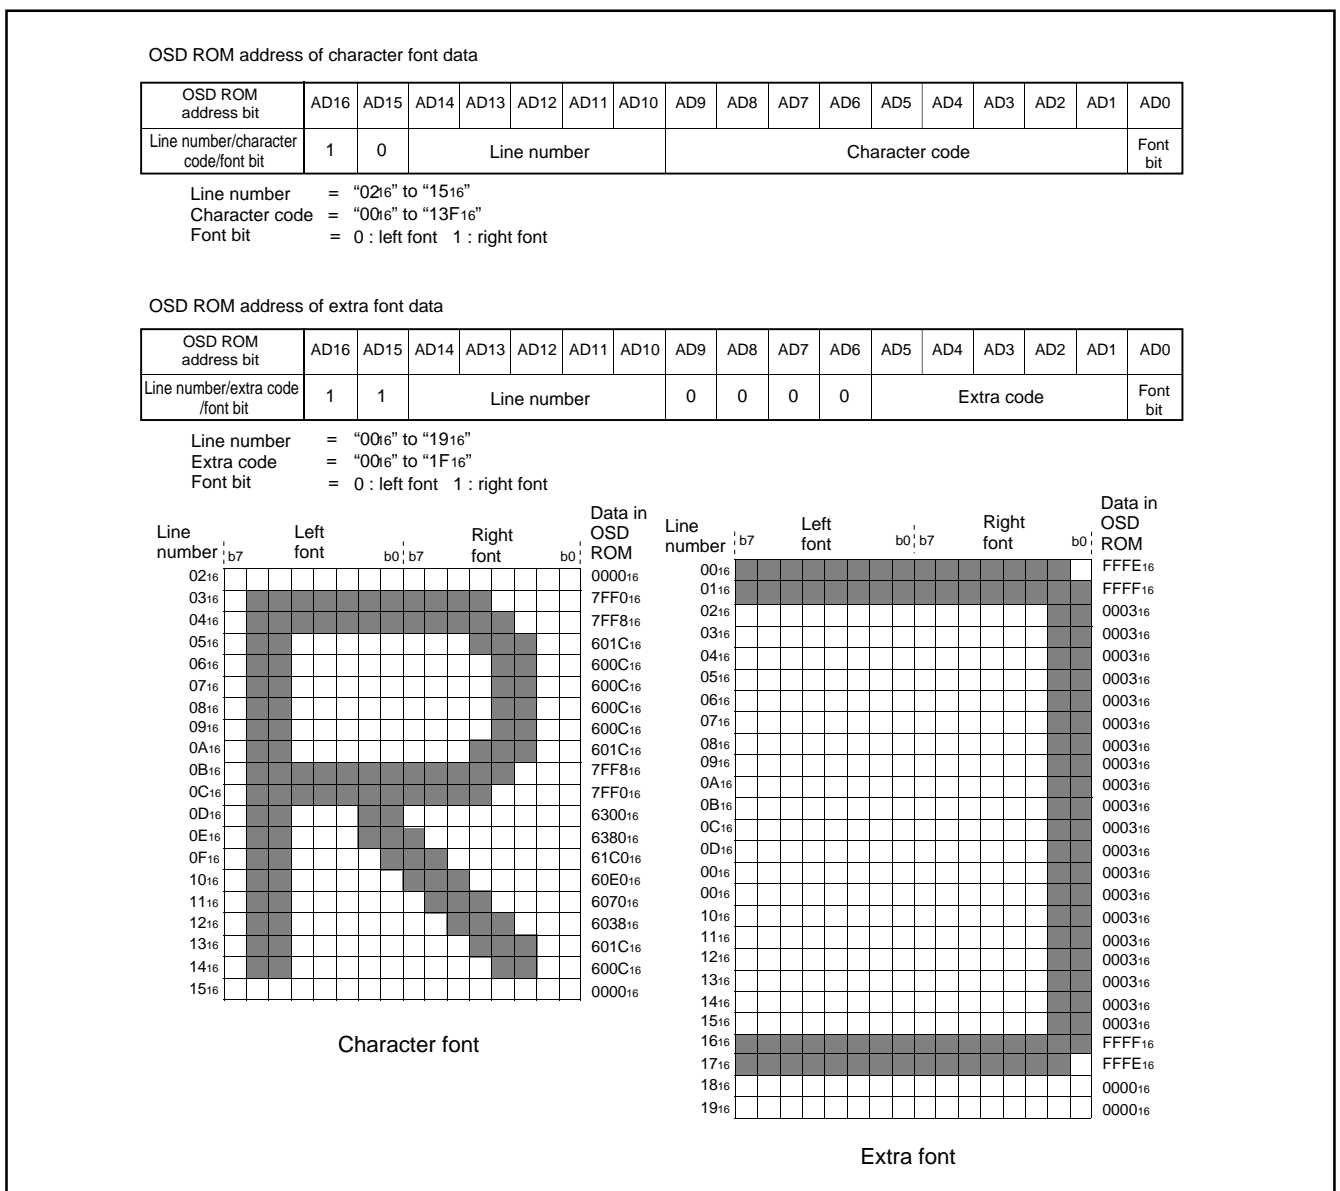 OSD ROM address of character font data
OSD ROM address bit AD16 AD15 AD14 AD13 AD12 AD11 AD10 AD9 AD8 AD7 AD6 AD5 AD4 AD3 AD2 AD1 AD0
Line number/character code/font bit 1 0 Line number Character code Font bit
Line number = “0216” to “1516”
Character code = “0016” to “13F16”
Font bit = 0 : left font 1 : right font
OSD ROM address of extra font data
OSD ROM address bit AD16 AD15 AD14 AD13 AD12 AD11 AD10 AD9 AD8 AD7 AD6 AD5 AD4 AD3 AD2 AD1 AD0
Line number/extra code /font bit 1 1 Line number 0 0 0 0 Extra code Font bit
Line number = “0016” to “1916”
Extra code = “0016” to “1F16”
Font bit = 0 : left font 1 : right font
Line number b7 Left font b0 b7 Right font b0 Data in OSD ROM
0216 000016
0316 7FF016
0416 7FF816
0516 601C16
0616 600C16
0716 600C16
0816 600C16
0916 600C16
0A16 601C16
0B16 7FF816
0C16 7FF016
0D16 630016
0E16 638016
0F16 61C016
1016 60E016
1116 607016
1216 603816
1316 601C16
1416 600C16
1516 000016
Character font
Line number b7 Left font b0 b7 Right font b0 Data in OSD ROM
0016 FFFE16
0116 FFFF16
0216 000316
0316 000316
0416 000316
0516 000316
0616 000316
0716 000316
0816 000316
0916 000316
0A16 000316
0B16 000316
0C16 000316
0D16 000316
0016 000316
0016 000316
1016 000316
1116 000316
1216 000316
1316 000316
1416 000316
1516 000316
1616 FFFF16
1716 FFFE16
1816 000016
1916 000016
Extra font